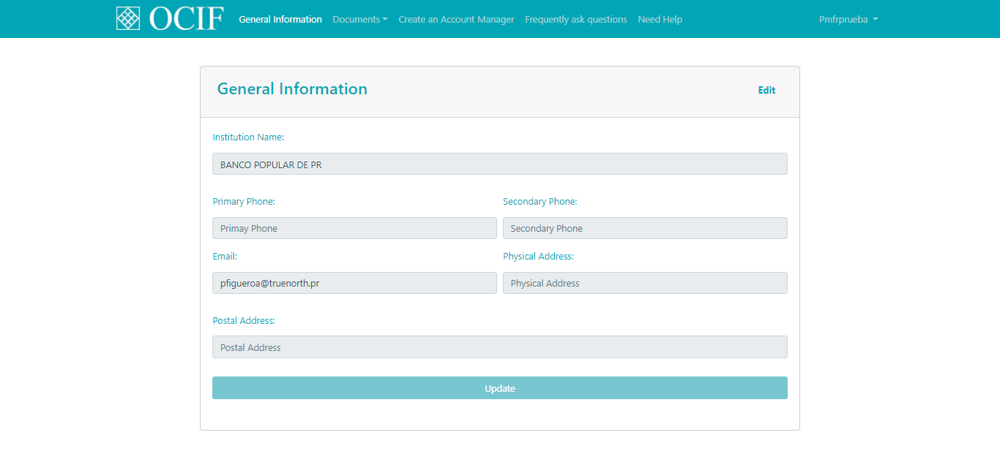 OCIF General Information Documents Create an Account Manager Frequently ask questions Need Help Pmfrprueba
General Information Edit
Institution Name:
BANCO POPULAR DE PR
Primary Phone: Secondary Phone:
Primay Phone Secondary Phone
Email: Physical Address:
pfigueroa@truenorth.pr Physical Address
Postal Address:
Postal Address
Update